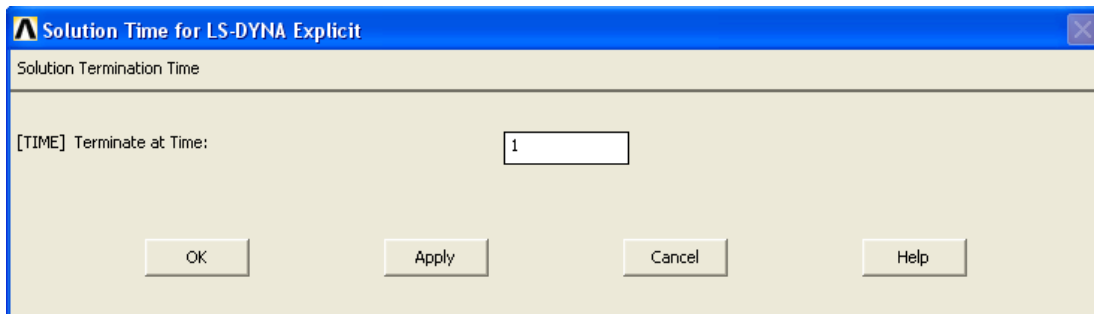 Solution Time for LS-DYNA Explicit
Solution Termination Time
[TIME] Terminate at Time:
1
OK
Apply
Cancel
Help